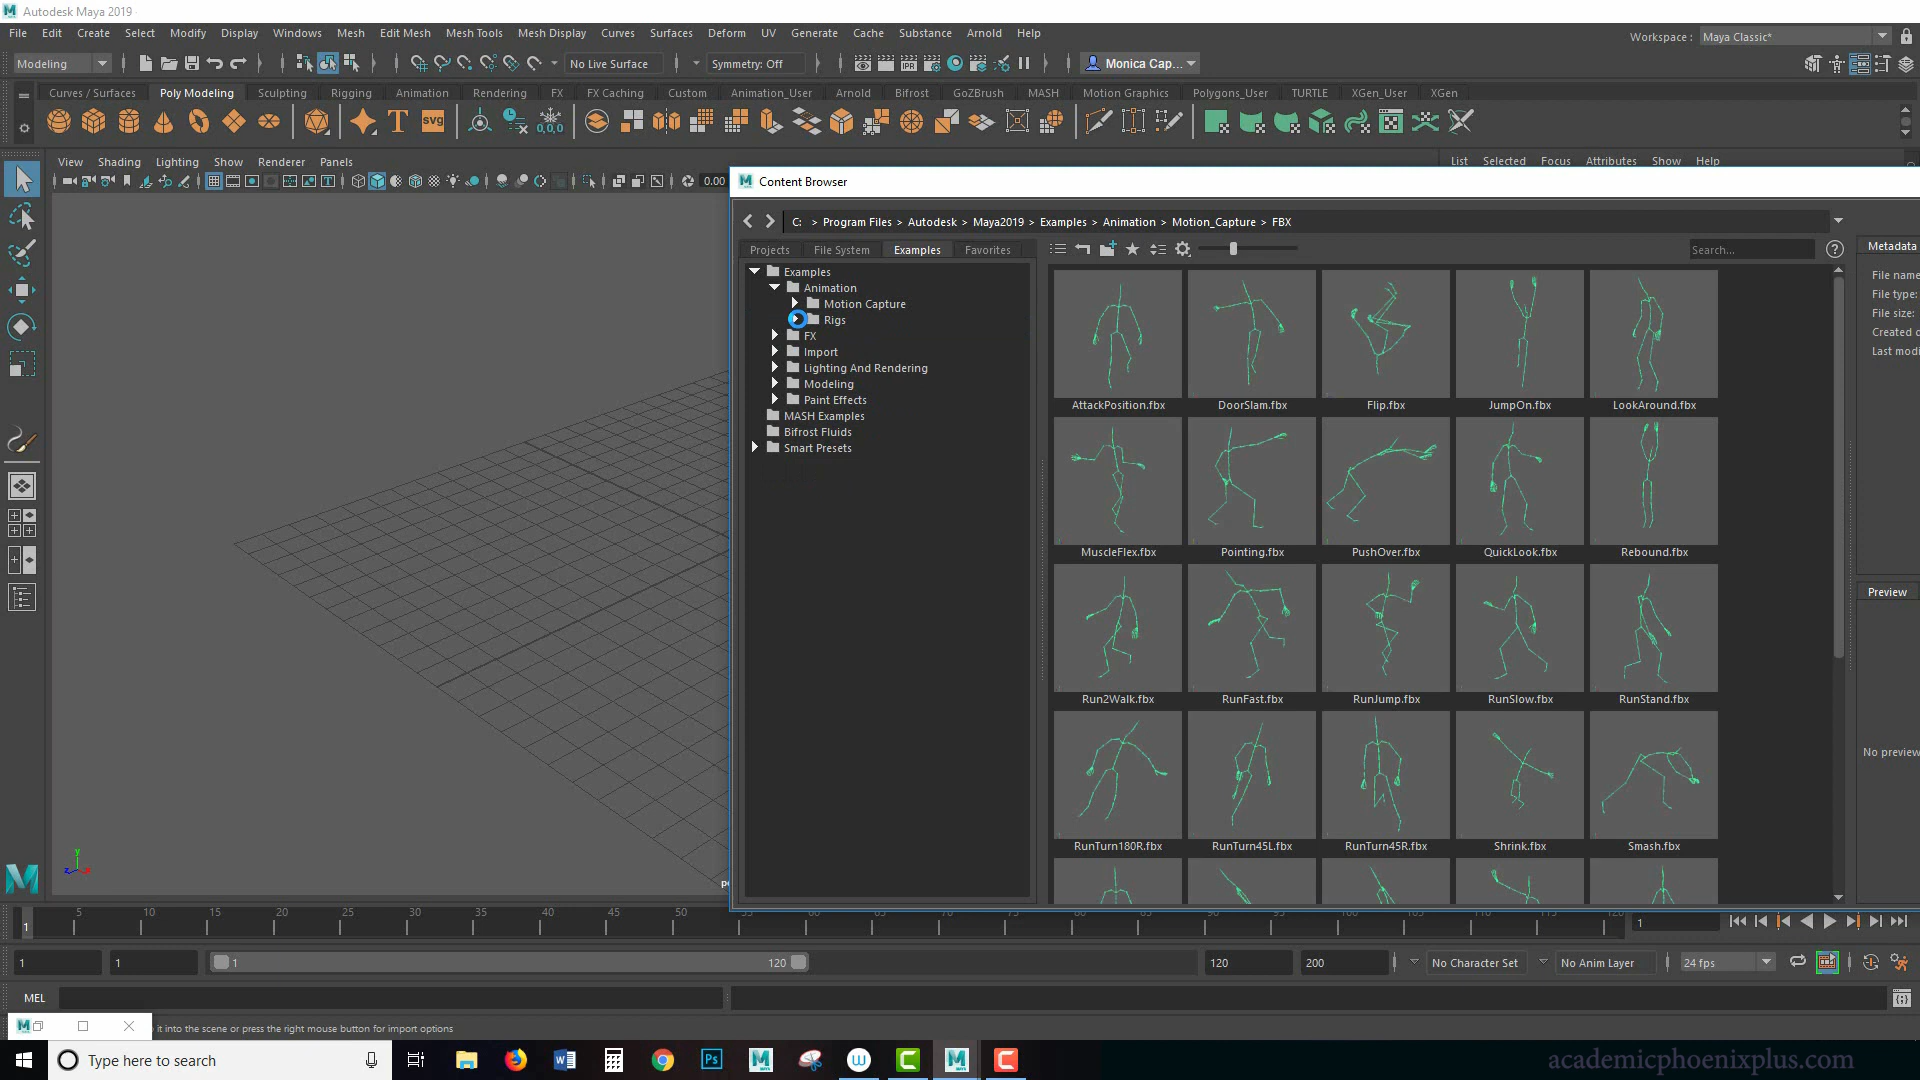 Autodesk Maya 2019
File Edit Create Select Modify Display Windows Mesh Edit Mesh Mesh Tools Mesh Display Curves Surfaces Deform UV Generate Cache Substance Arnold Help
Workspace : Maya Classic*
Modeling No Live Surface Symmetry: Off Monica Cap...
Curves / Surfaces Poly Modeling Sculpting Rigging Animation Rendering FX FX Caching Custom Animation_User Arnold Bifrost GoZBrush MASH Motion Graphics Polygons_User TURTLE XGen_User XGen
View Shading Lighting Show Renderer Panels
List Selected Focus Attributes Show Help
0.00
Content Browser
C: > Program Files > Autodesk > Maya2019 > Examples > Animation > Motion_Capture > FBX
Projects File System Examples Favorites
Search...
Metadata
Examples
Animation
Motion Capture
Rigs
FX
Import
Lighting And Rendering
Modeling
Paint Effects
MASH Examples
Bifrost Fluids
Smart Presets
AttackPosition.fbx DoorSlam.fbx Flip.fbx JumpOn.fbx LookAround.fbx
MuscleFlex.fbx Pointing.fbx PushOver.fbx QuickLook.fbx Rebound.fbx
Run2Walk.fbx RunFast.fbx RunJump.fbx RunSlow.fbx RunStand.fbx
RunTurn180R.fbx RunTurn45L.fbx RunTurn45R.fbx Shrink.fbx Smash.fbx
File name
File type:
File size:
Created
Last modi
Preview
No preview
y
z x
1 5 10 15 20 25 30 35 40 45 50
1
1 1 1 120 120 200 No Character Set No Anim Layer 24 fps
MEL
it into the scene or press the right mouse button for import options
Type here to search
academicphoenixplus.com